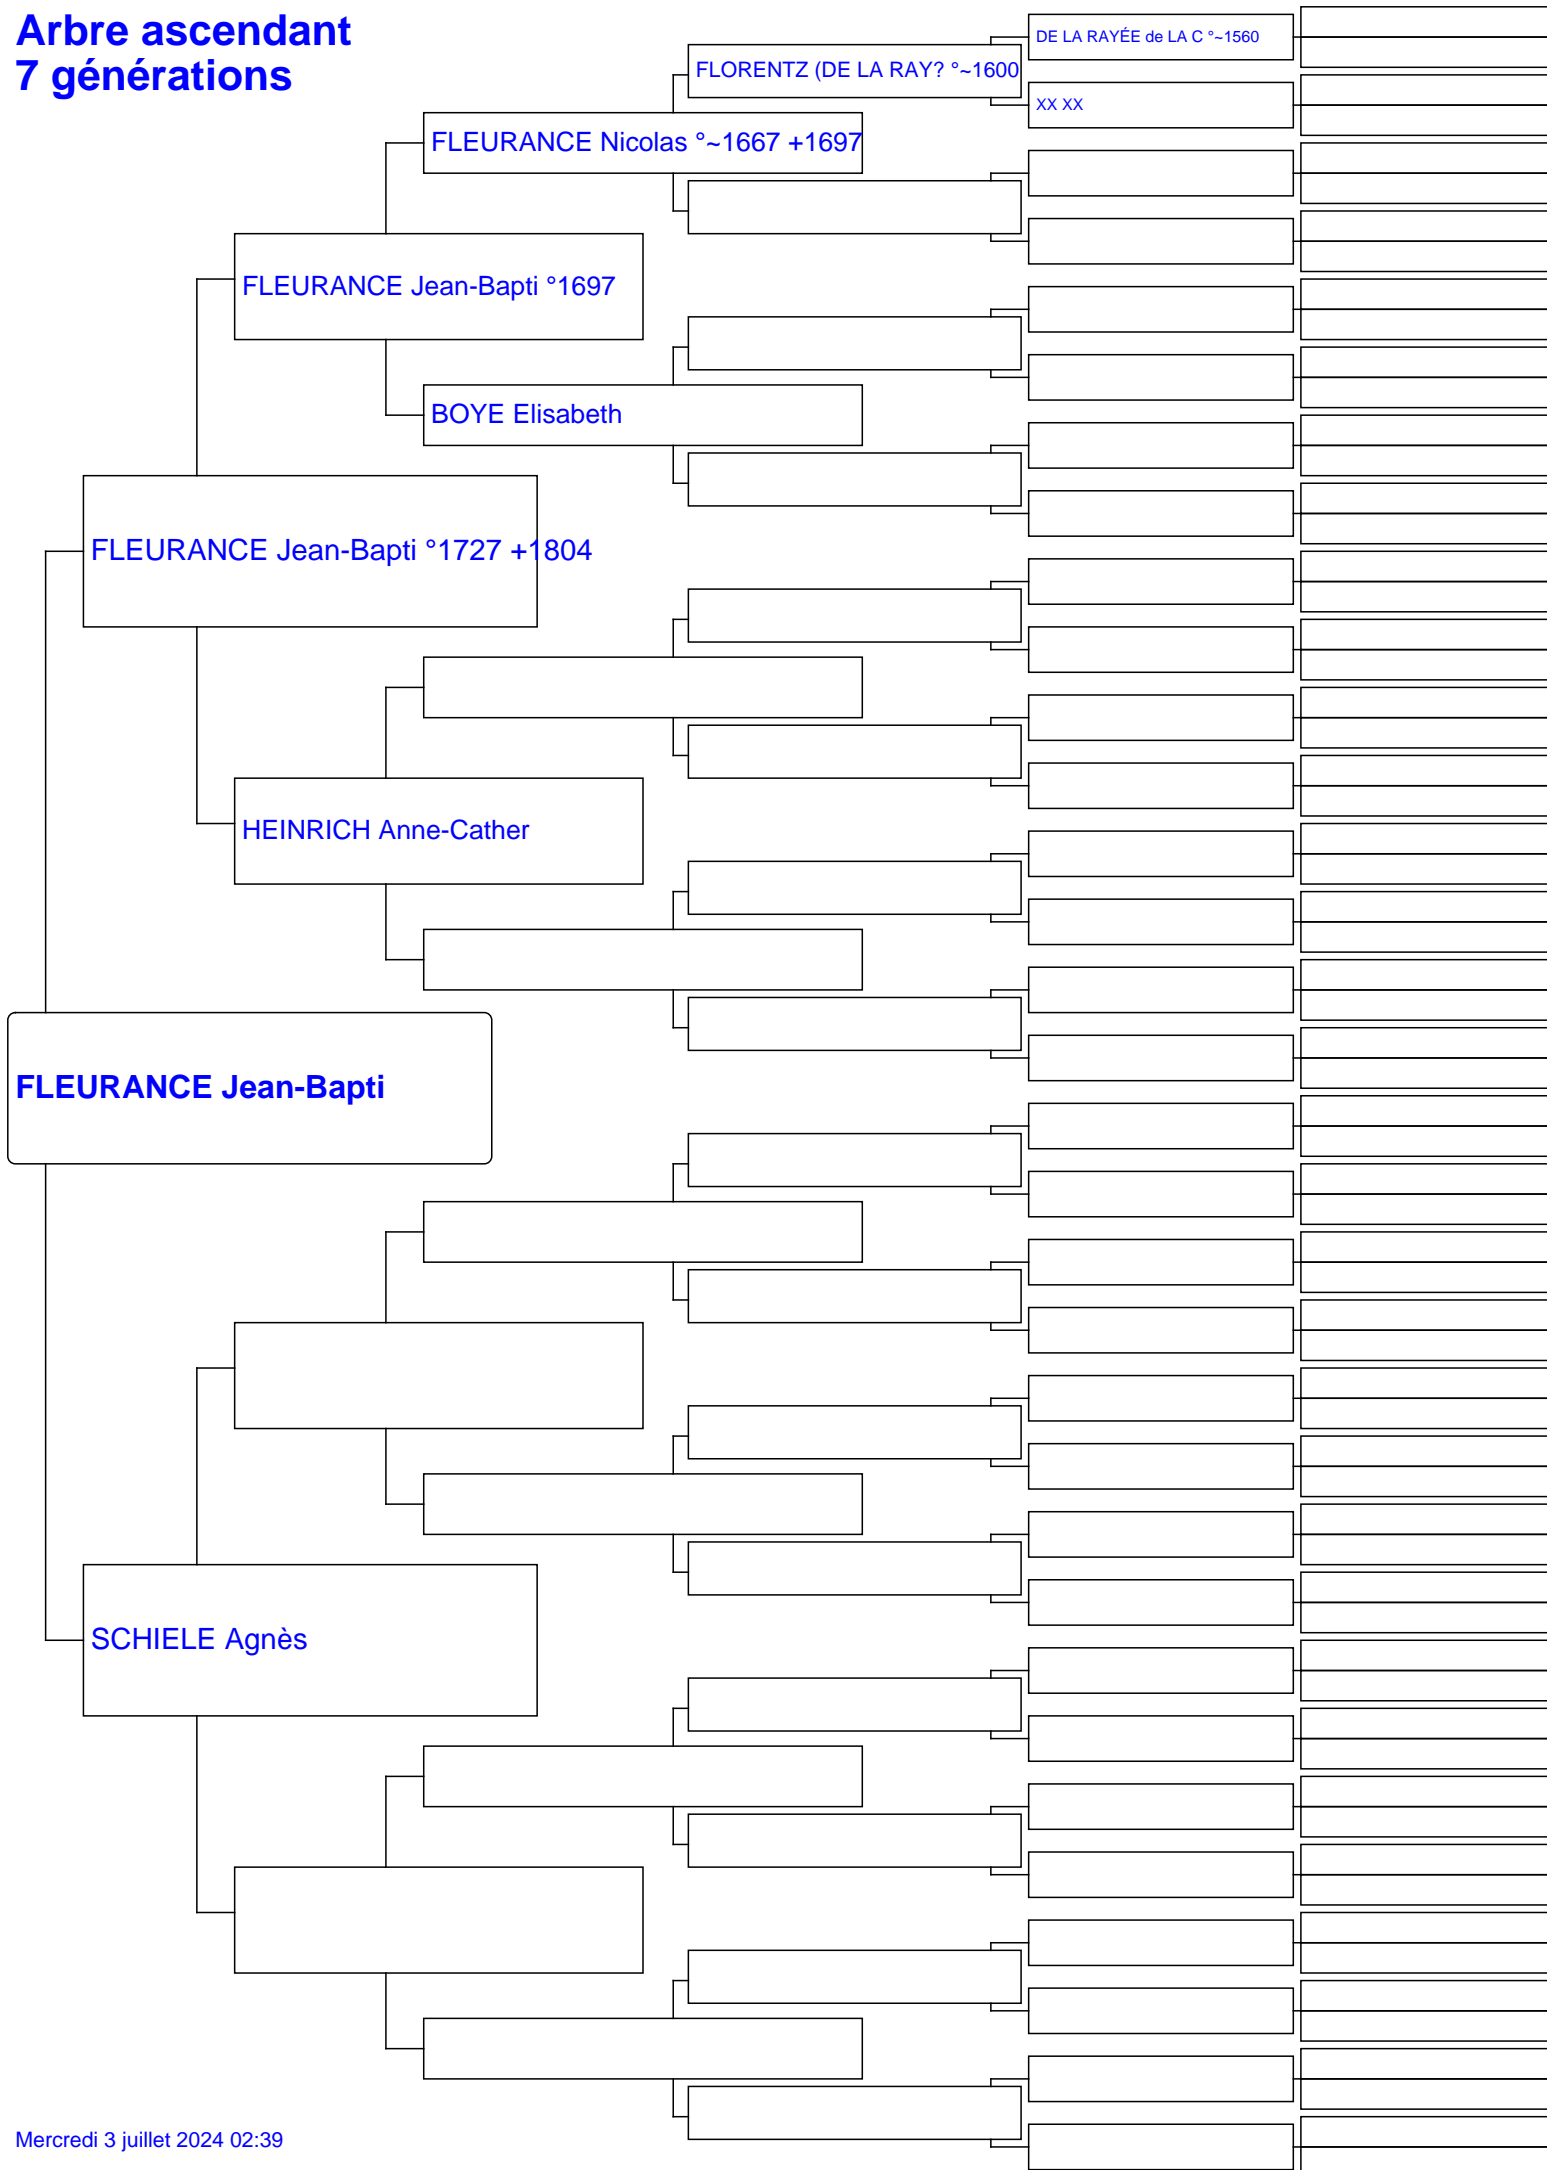 Arbre ascendant
7 générations
DE LA RAYÉE de LA C °~1560
FLORENTZ (DE LA RAY? °~1600
XX XX
FLEURANCE Nicolas °~1667 +1697
FLEURANCE Jean-Bapti °1697
BOYE Elisabeth
FLEURANCE Jean-Bapti °1727 +1804
HEINRICH Anne-Cather
FLEURANCE Jean-Bapti
SCHIELE Agnès
Mercredi 3 juillet 2024 02:39